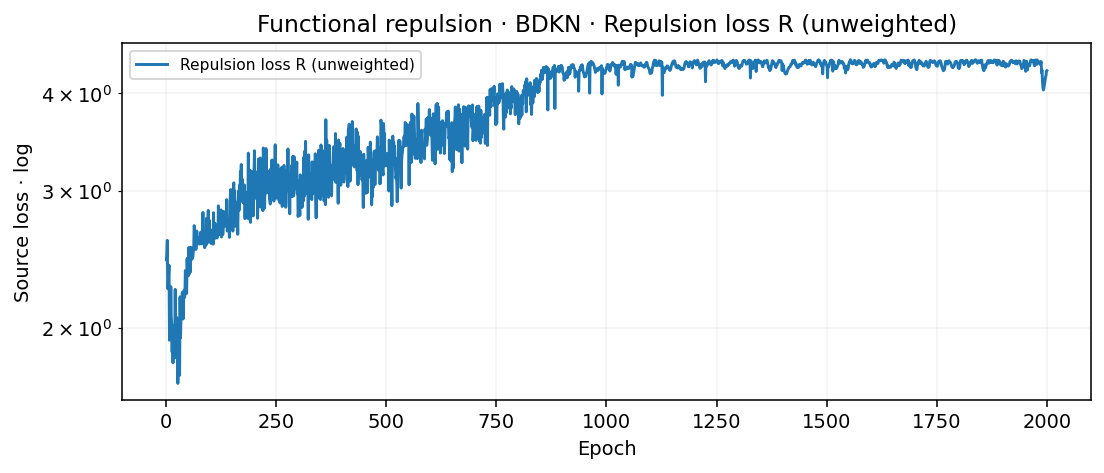 Functional repulsion · BDKN · Repulsion loss R (unweighted)
Repulsion loss R (unweighted)
Source loss · log
4 × 10⁰
3 × 10⁰
2 × 10⁰
0 250 500 750 1000 1250 1500 1750 2000
Epoch